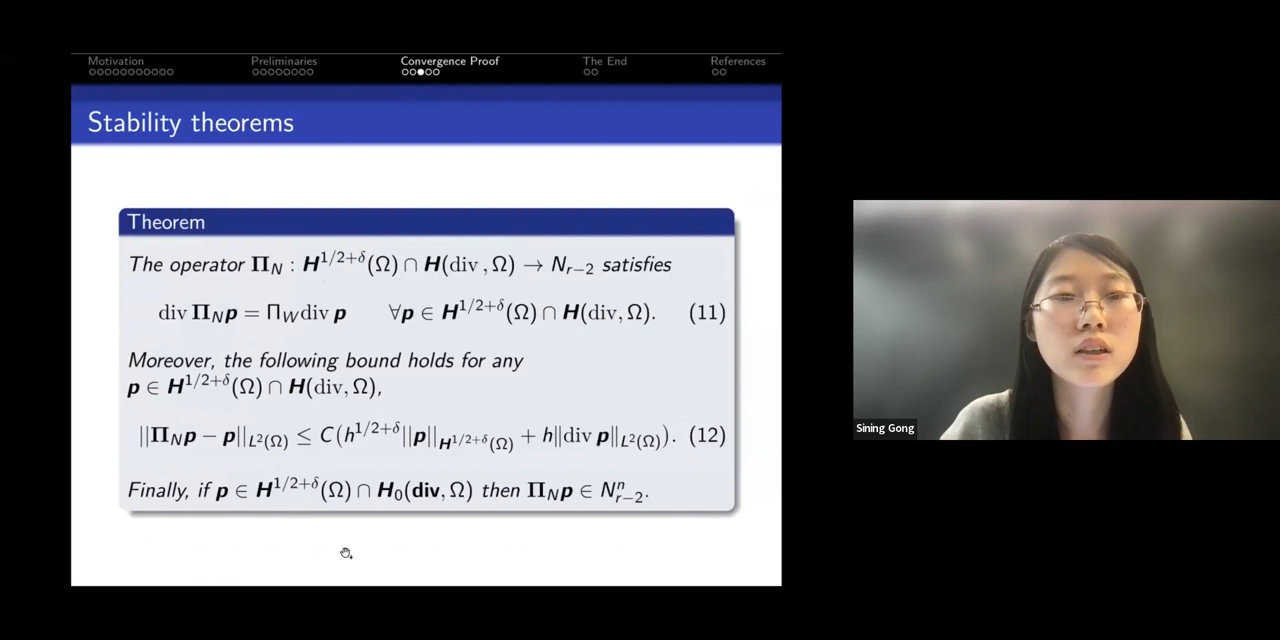 Motivation Preliminaries Convergence Proof The End References
Stability theorems
Theorem
The operator Π_N : H^{1/2+δ}(Ω) ∩ H(div, Ω) → N_{r−2} satisfies
div Π_N p = Π_W div p ∀p ∈ H^{1/2+δ}(Ω) ∩ H(div, Ω). (11)
Moreover, the following bound holds for any
p ∈ H^{1/2+δ}(Ω) ∩ H(div, Ω),
||Π_N p − p||_{L²(Ω)} ≤ C(h^{1/2+δ}||p||_{H^{1/2+δ}(Ω)} + h||div p||_{L²(Ω)}). (12)
Finally, if p ∈ H^{1/2+δ}(Ω) ∩ H_0(div, Ω) then Π_N p ∈ N^n_{r−2}.
Sining Gong